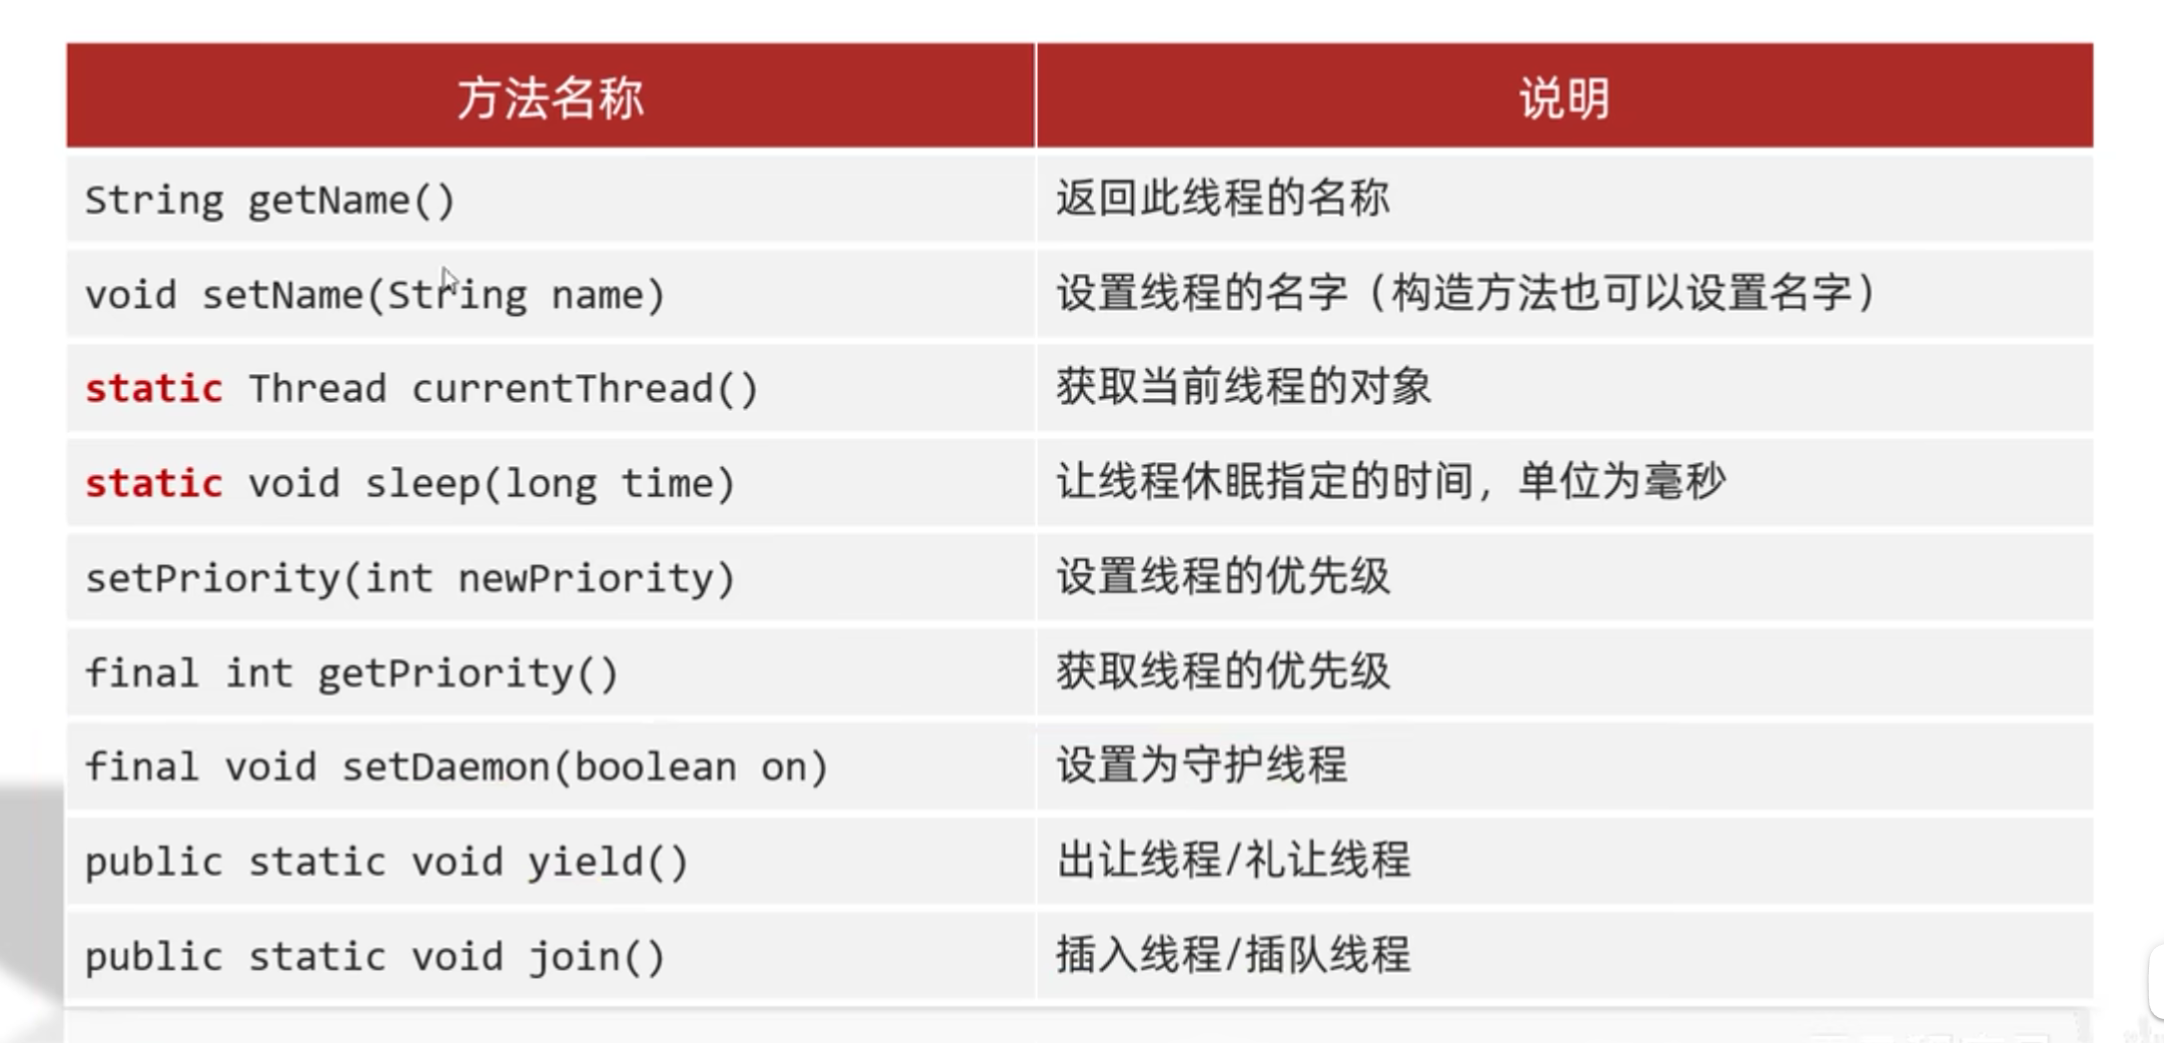 方法名称 说明
String getName() 返回此线程的名称
void setName(String name) 设置线程的名字（构造方法也可以设置名字）
static Thread currentThread() 获取当前线程的对象
static void sleep(long time) 让线程休眠指定的时间，单位为毫秒
setPriority(int newPriority) 设置线程的优先级
final int getPriority() 获取线程的优先级
final void setDaemon(boolean on) 设置为守护线程
public static void yield() 出让线程/礼让线程
public static void join() 插入线程/插队线程